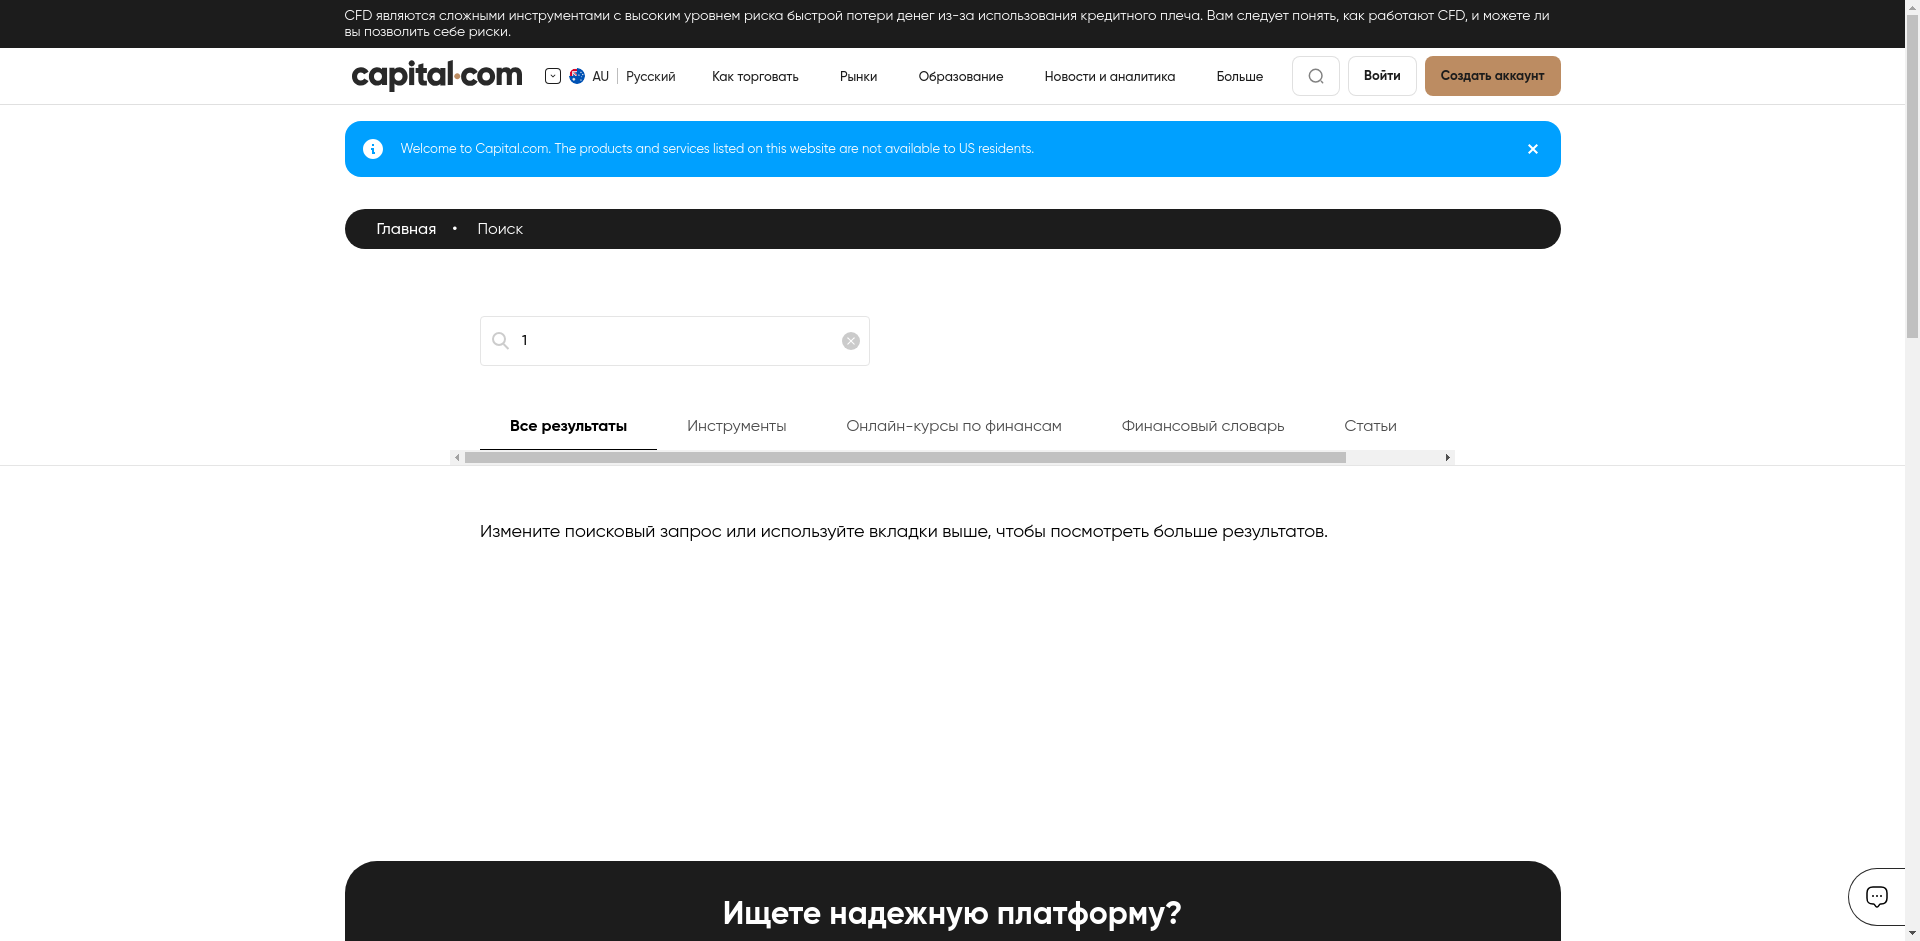 CFD являются сложными инструментами с высоким уровнем риска быстрой потери денег из-за использования кредитного плеча. Вам следует понять, как работают CFD, и можете ли
вы позволить себе риски.
capital.com
AU
Русский
Как торговать
Рынки
Образование
Новости и аналитика
Больше
Войти
Создать аккаунт
Welcome to Capital.com. The products and services listed on this website are not available to US residents.
Главная • Поиск
1
Все результаты
Инструменты
Онлайн-курсы по финансам
Финансовый словарь
Статьи
Измените поисковый запрос или используйте вкладки выше, чтобы посмотреть больше результатов.
Ищете надежную платформу?